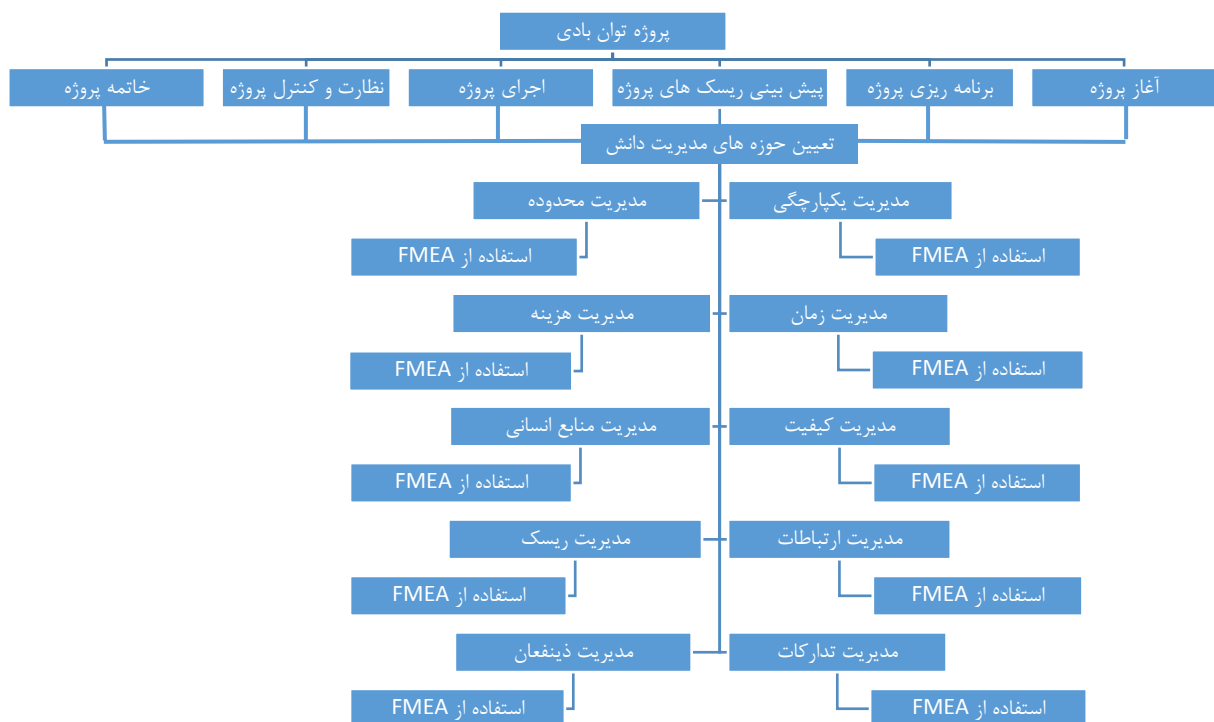 پروژه توان بادی
آغاز پروژه
برنامه ریزی پروژه
پیش بینی ریسک های پروژه
اجرای پروژه
نظارت و کنترل پروژه
خاتمه پروژه
تعیین حوزه های مدیریت دانش
مدیریت یکپارچگی
مدیریت محدوده
استفاده از FMEA
استفاده از FMEA
مدیریت زمان
مدیریت هزینه
استفاده از FMEA
استفاده از FMEA
مدیریت کیفیت
مدیریت منابع انسانی
استفاده از FMEA
استفاده از FMEA
مدیریت ارتباطات
مدیریت ریسک
استفاده از FMEA
استفاده از FMEA
مدیریت تدارکات
مدیریت ذینفعان
استفاده از FMEA
استفاده از FMEA